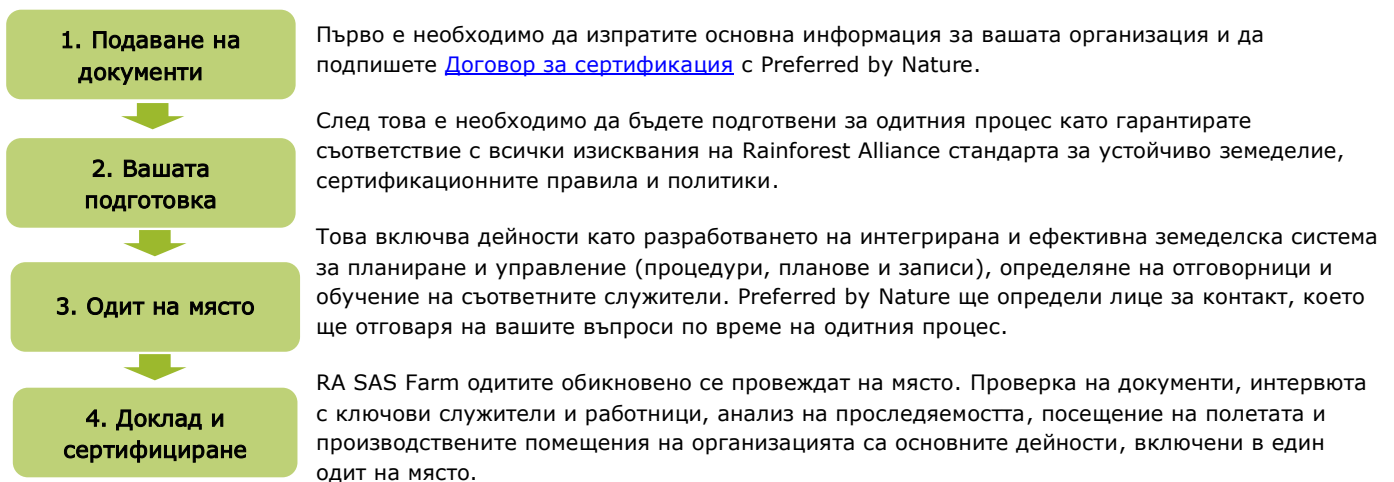 1. Подаване на
документи
2. Вашата
подготовка
3. Одит на място
4. Доклад и
сертифициране
Първо е необходимо да изпратите основна информация за вашата организация и да
подпишете Договор за сертификация с Preferred by Nature.
След това е необходимо да бъдете подготвени за одитния процес като гарантирате
съответствие с всички изисквания на Rainforest Alliance стандарта за устойчиво земеделие,
сертификационните правила и политики.
Това включва дейности като разработването на интегрирана и ефективна земеделска система
за планиране и управление (процедури, планове и записи), определяне на отговорници и
обучение на съответните служители. Preferred by Nature ще определи лице за контакт, което
ще отговаря на вашите въпроси по време на одитния процес.
RA SAS Farm одитите обикновено се провеждат на място. Проверка на документи, интервюта
с ключови служители и работници, анализ на проследяемостта, посещение на полетата и
производствените помещения на организацията са основните дейности, включени в един
одит на място.